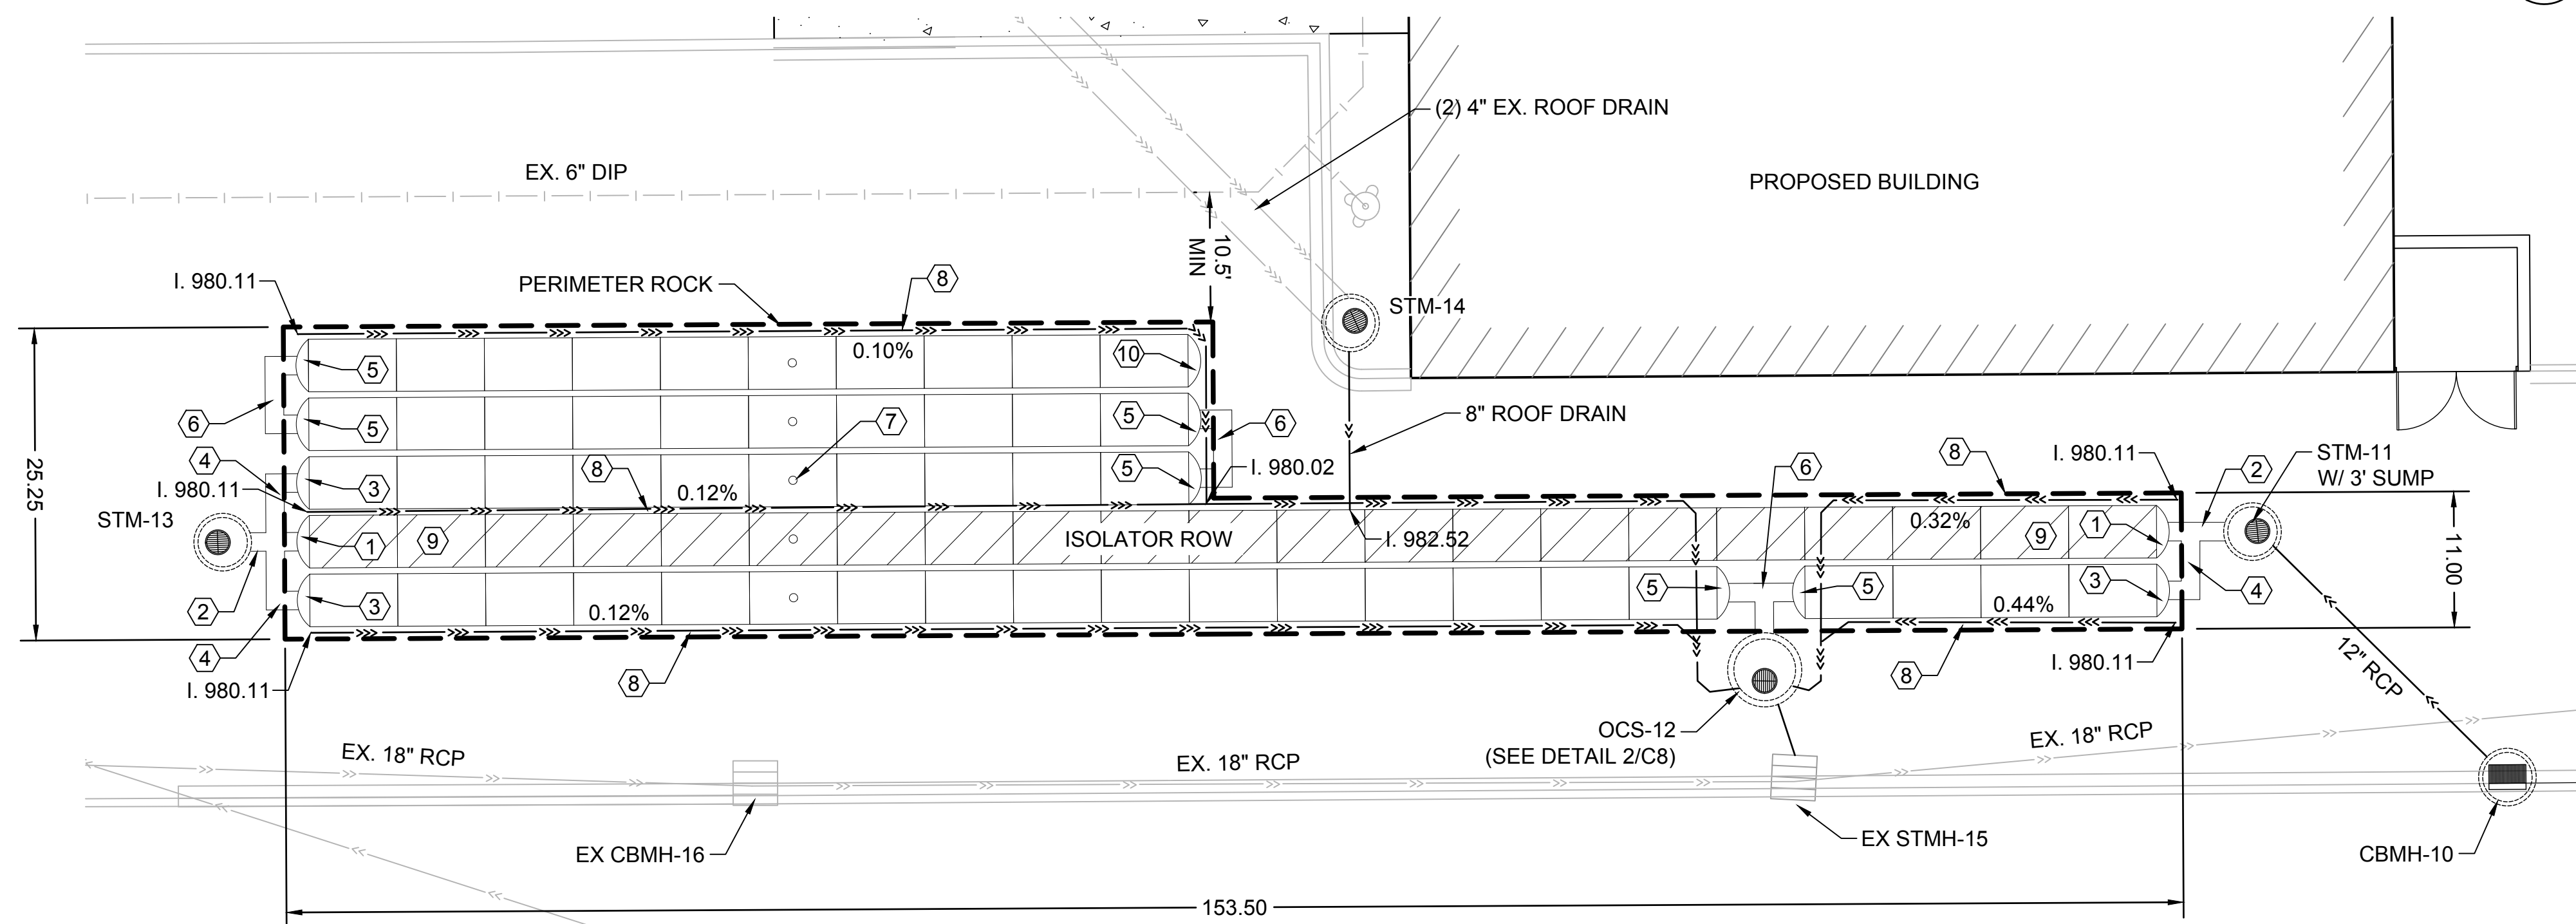 (2) 4" EX. ROOF DRAIN
EX. 6" DIP
PROPOSED BUILDING
10.5'
MIN
I. 980.11
PERIMETER ROCK
8
STM-14
0.10%
10
5
6
5
7
5
6
8" ROOF DRAIN
25.25
4
3
8
5
I. 980.02
6
8
I. 980.11
2
STM-11
W/ 3' SUMP
I. 980.11
0.12%
STM-13
1
9
ISOLATOR ROW
I. 982.52
0.32%
9
1
11.00
2
3
0.12%
5
5
0.44%
3
4
4
I. 980.11
8
8
I. 980.11
12" RCP
OCS-12
(SEE DETAIL 2/C8)
EX. 18" RCP
EX. 18" RCP
EX. 18" RCP
EX CBMH-16
EX STMH-15
CBMH-10
153.50